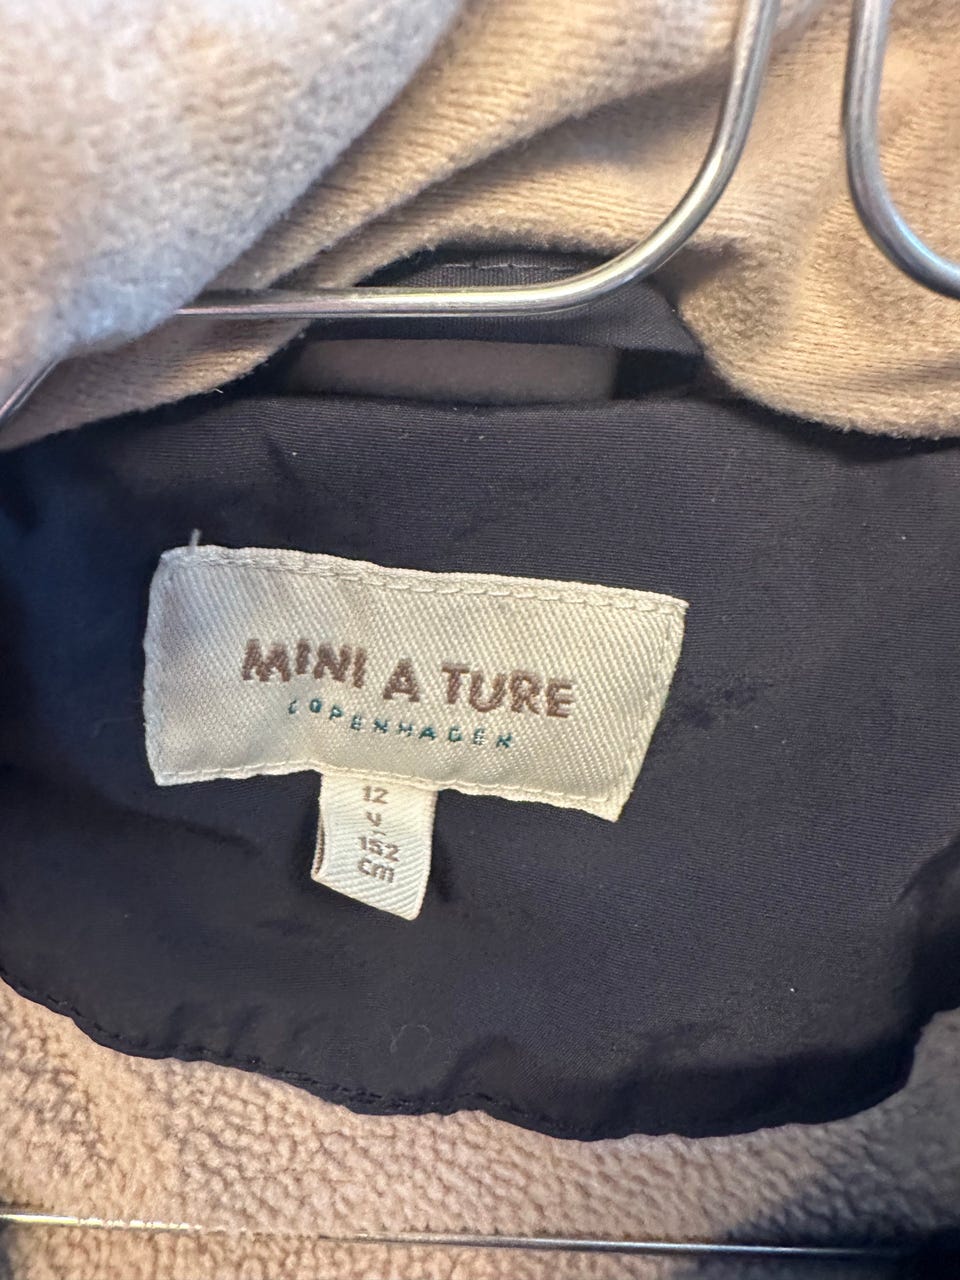 MINI A TURE
COPENHAGEN
12
Y
152
cm